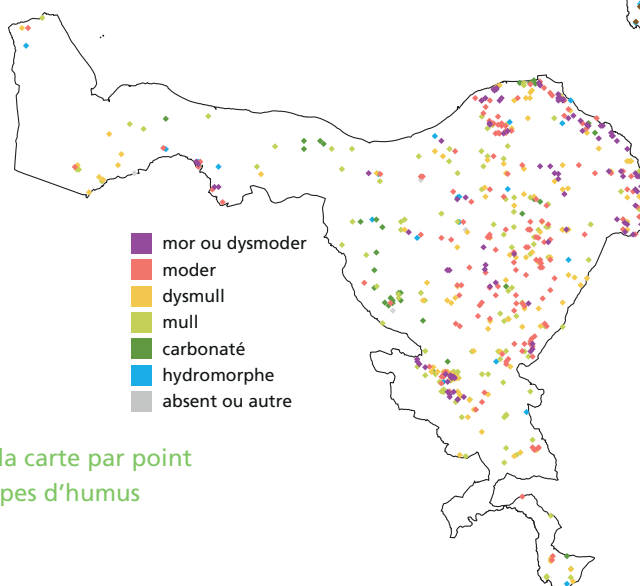 mor ou dysmoder
moder
dysmull
mull
carbonaté
hydromorphe
absent ou autre
la carte par point
pes d'humus